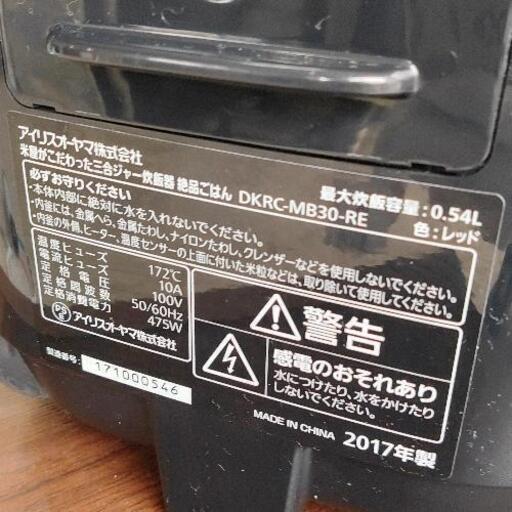 アイリスオーヤマ株式会社
米屋がこだわった三合ジャー炊飯器 絶品ごはん DKRC-MB30-RE
最大炊飯容量:0.54L
色:レッド
必ずお守りください
・本体内部に絶対に水を入れないでください。
・内釜には、金属へら、金属たわし、ナイロンたわし、クレンザーなどを使用しないでください。
・内釜の外側、ヒーター、温度センサーの上面に付いた米粒などは、取り除いて使用してください。
温度ヒューズ 172℃
電流ヒューズ 10A
定格電圧 100V
定格周波数 50/60Hz
定格消費電力 475W
PS
E
アイリスオーヤマ株式会社
製造番号: 171000546
警告
感電のおそれあり
水につけたり、水をかけたり
しないでください。
MADE IN CHINA 2017年製